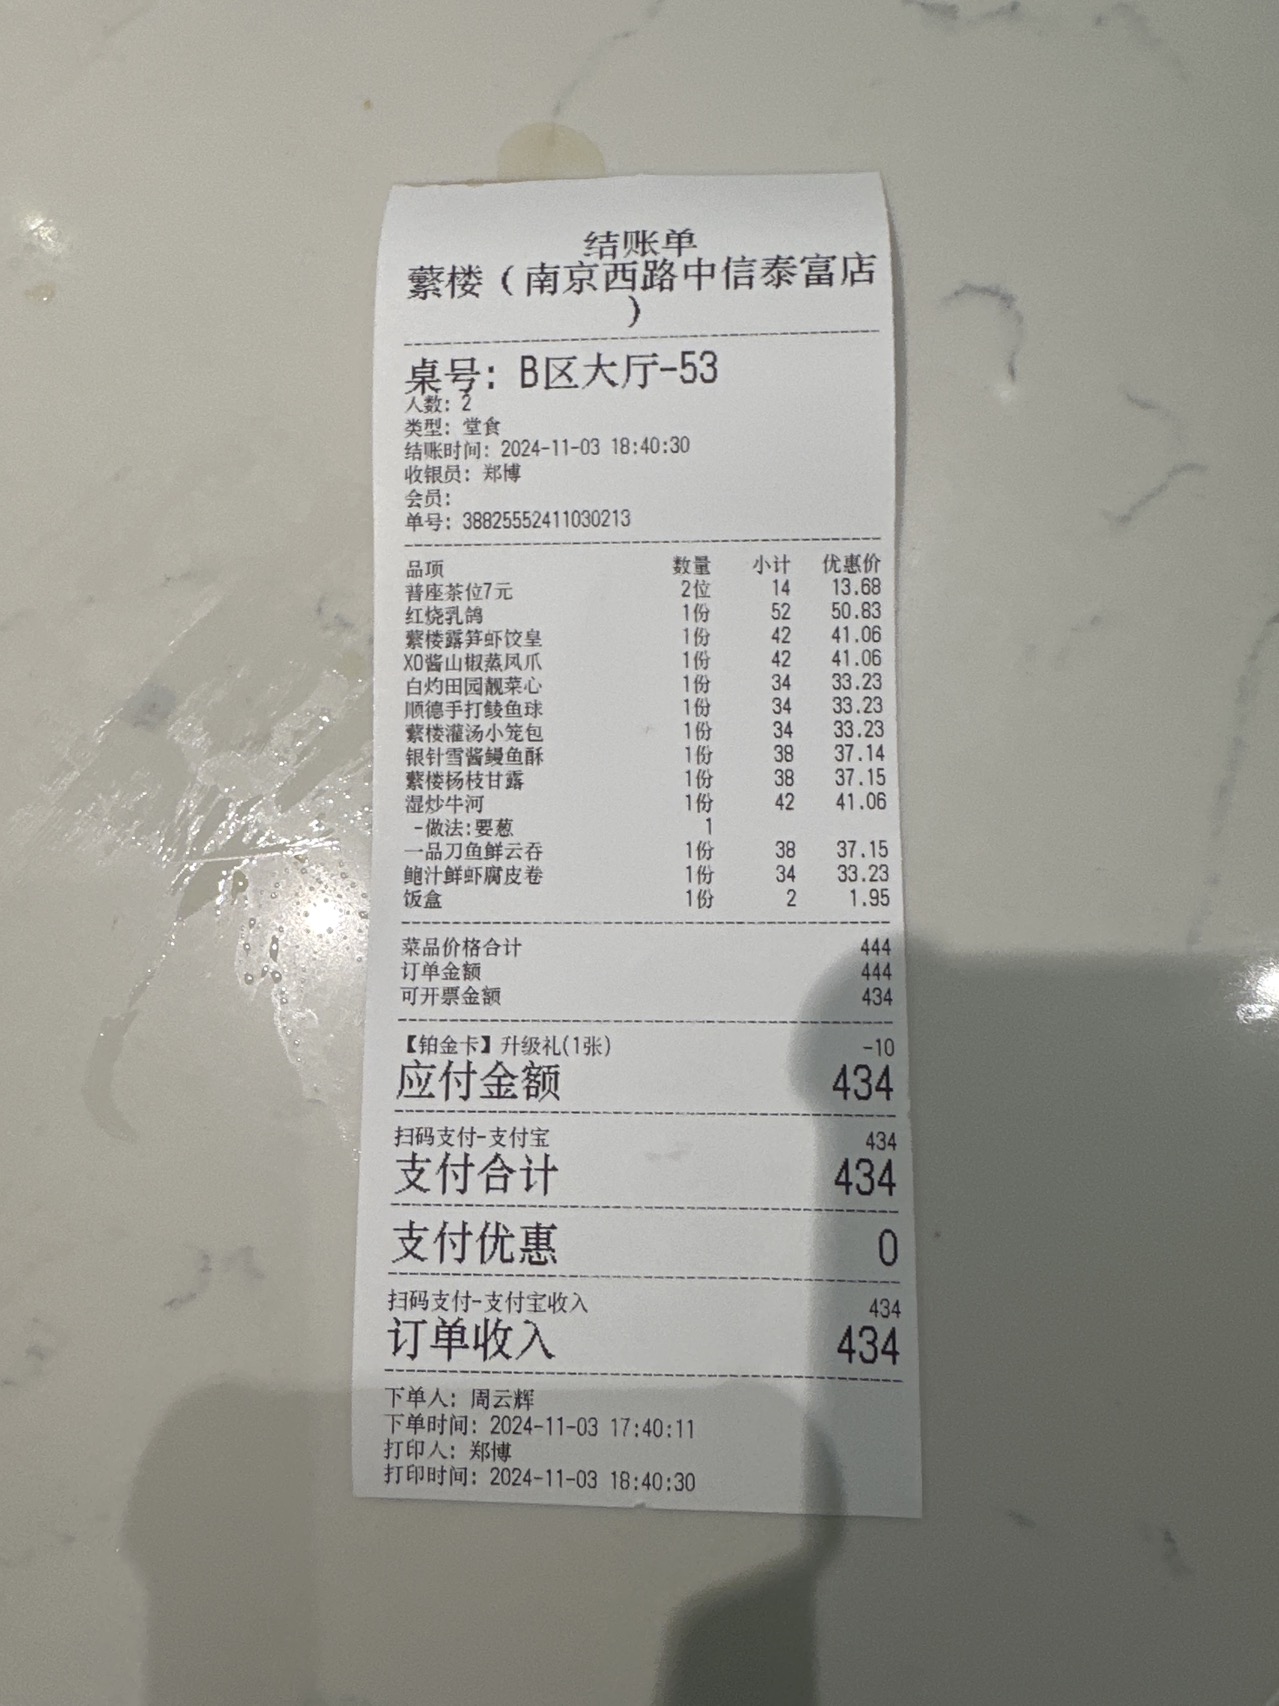 结账单
蘩楼（南京西路中信泰富店
）
桌号：B区大厅-53
人数：2
类型：堂食
结账时间：2024-11-03 18:40:30
收银员：郑博
会员：
单号：38825552411030213
品项 数量 小计 优惠价
普座茶位7元 2位 14 13.68
红烧乳鸽 1份 52 50.83
蘩楼露笋虾饺皇 1份 42 41.06
XO酱山椒蒸凤爪 1份 42 41.06
白灼田园靓菜心 1份 34 33.23
顺德手打鲮鱼球 1份 34 33.23
蘩楼灌汤小笼包 1份 34 33.23
银针雪酱鳗鱼酥 1份 38 37.14
蘩楼杨枝甘露 1份 38 37.15
湿炒牛河 1份 42 41.06
-做法:要葱 1
一品刀鱼鲜云吞 1份 38 37.15
鲍汁鲜虾腐皮卷 1份 34 33.23
饭盒 1份 2 1.95
菜品价格合计 444
订单金额 444
可开票金额 434
【铂金卡】升级礼(1张) -10
应付金额 434
扫码支付-支付宝 434
支付合计 434
支付优惠 0
扫码支付-支付宝收入 434
订单收入 434
下单人：周云辉
下单时间：2024-11-03 17:40:11
打印人：郑博
打印时间：2024-11-03 18:40:30